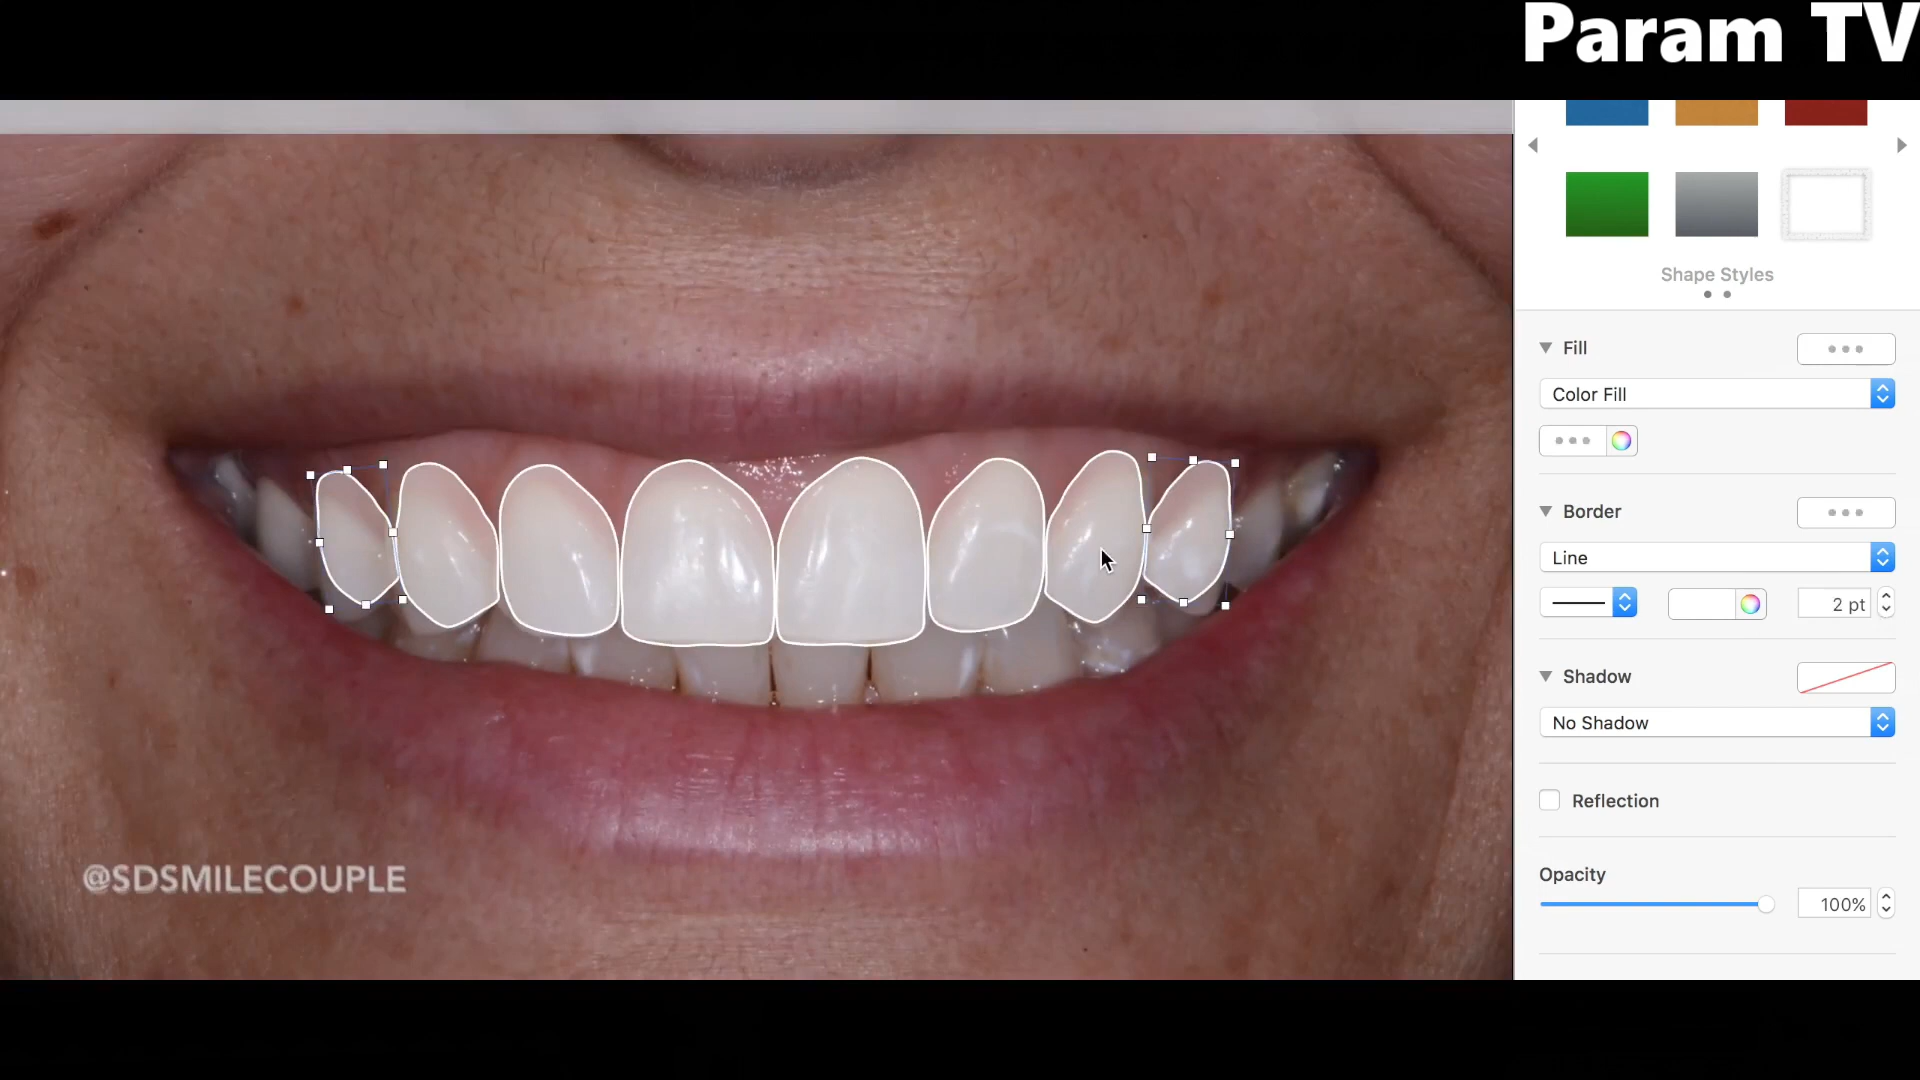 Param TV
Shape Styles
Fill
Color Fill
Border
Line
2 pt
Shadow
No Shadow
Reflection
Opacity
100%
@SDSMILECOUPLE